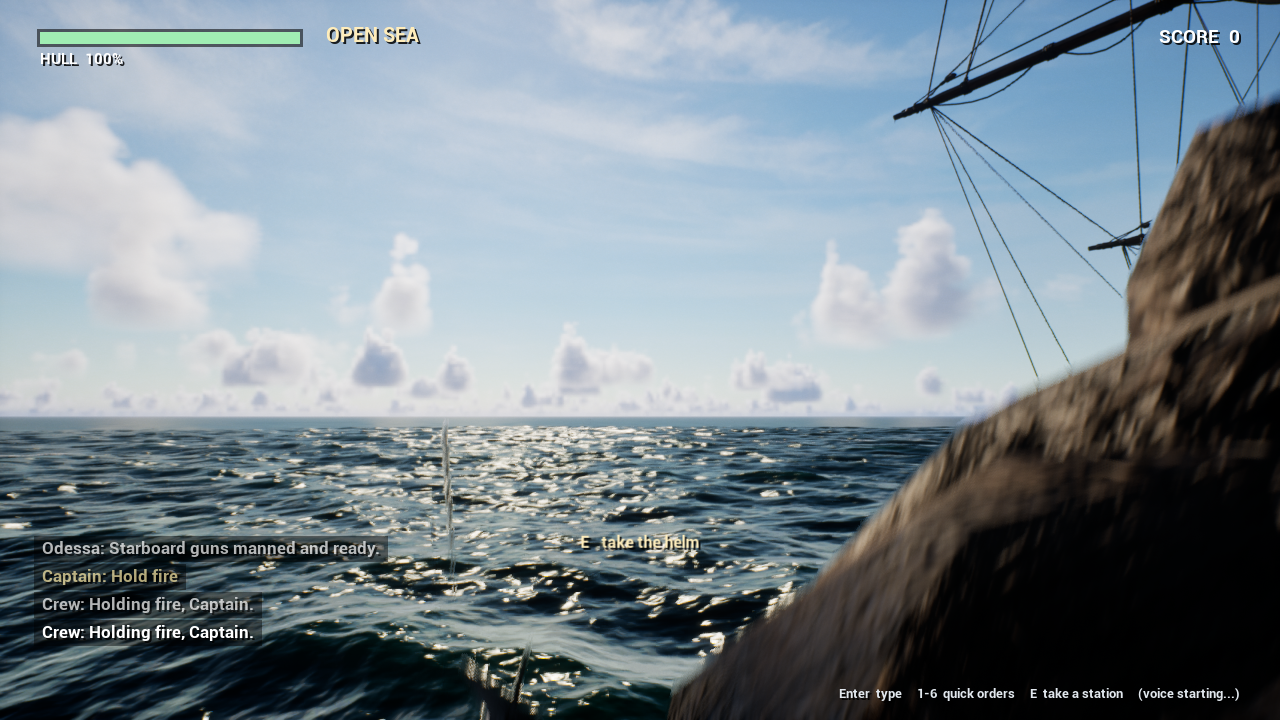 OPEN SEA
SCORE 0
HULL 100%
E take the helm
Odessa: Starboard guns manned and ready.
Captain: Hold fire
Crew: Holding fire, Captain.
Crew: Holding fire, Captain.
Enter type 1-6 quick orders E take a station (voice starting...)